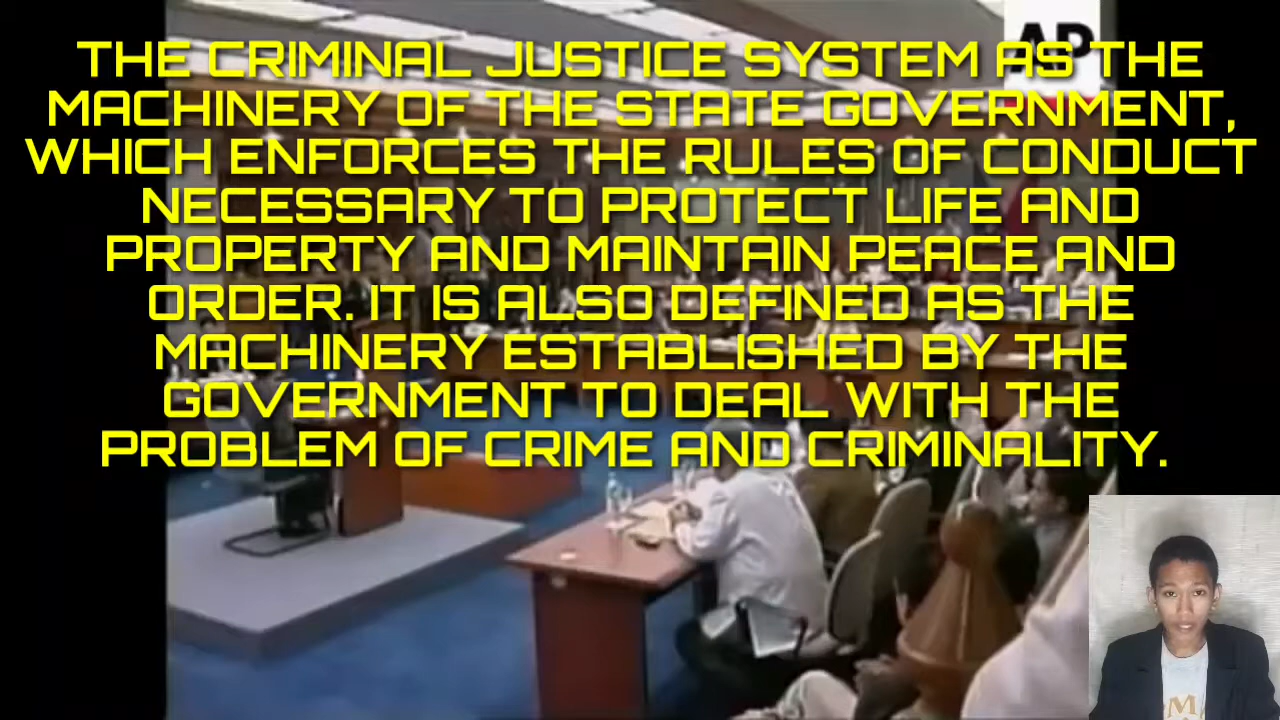 AP
THE CRIMINAL JUSTICE SYSTEM AS THE
MACHINERY OF THE STATE GOVERNMENT,
WHICH ENFORCES THE RULES OF CONDUCT
NECESSARY TO PROTECT LIFE AND
PROPERTY AND MAINTAIN PEACE AND
ORDER. IT IS ALSO DEFINED AS THE
MACHINERY ESTABLISHED BY THE
GOVERNMENT TO DEAL WITH THE
PROBLEM OF CRIME AND CRIMINALITY.